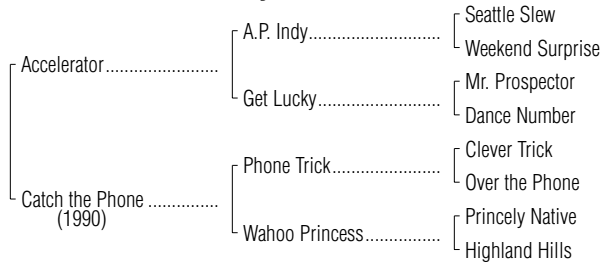 Seattle Slew
A.P. Indy..............................
Weekend Surprise
Accelerator.........................
Mr. Prospector
Get Lucky............................
Dance Number
Clever Trick
Phone Trick.........................
Over the Phone
Catch the Phone ................
(1990)
Princely Native
Wahoo Princess..................
Highland Hills